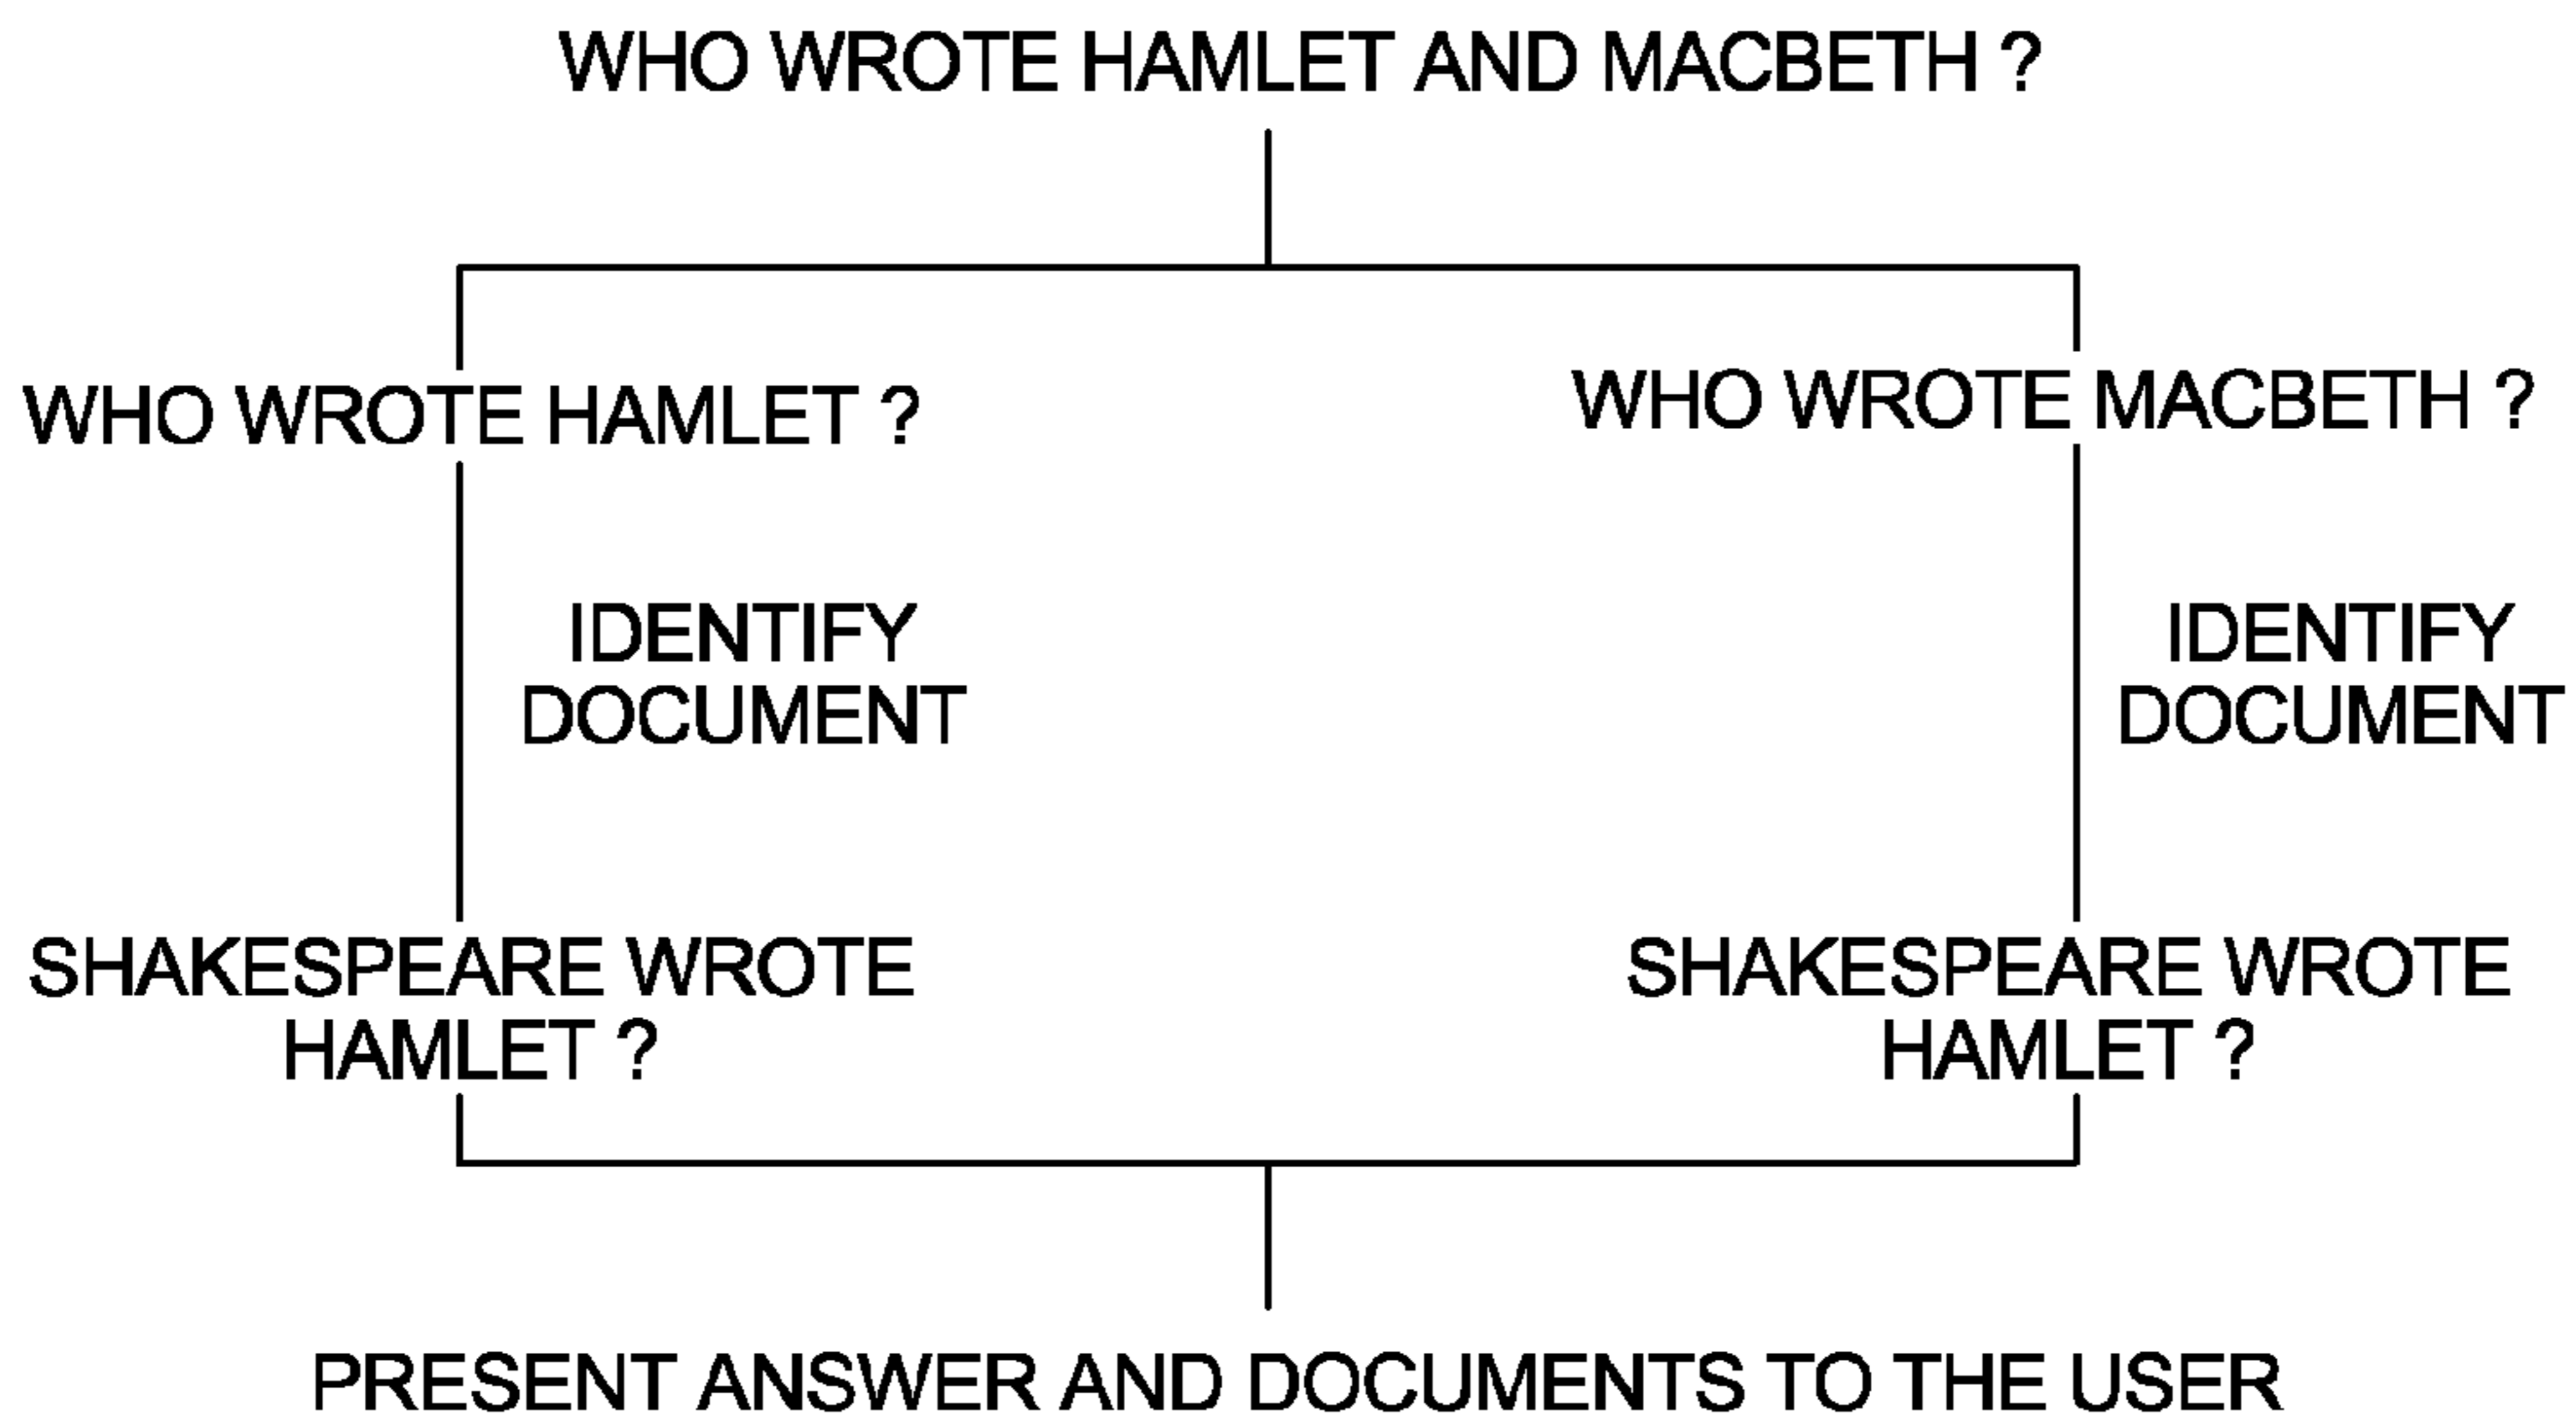 WHO WROTE HAMLET AND MACBETH ?
WHO WROTE HAMLET ?
WHO WROTE MACBETH ?
IDENTIFY
DOCUMENT
IDENTIFY
DOCUMENT
SHAKESPEARE WROTE
HAMLET ?
SHAKESPEARE WROTE
HAMLET ?
PRESENT ANSWER AND DOCUMENTS TO THE USER